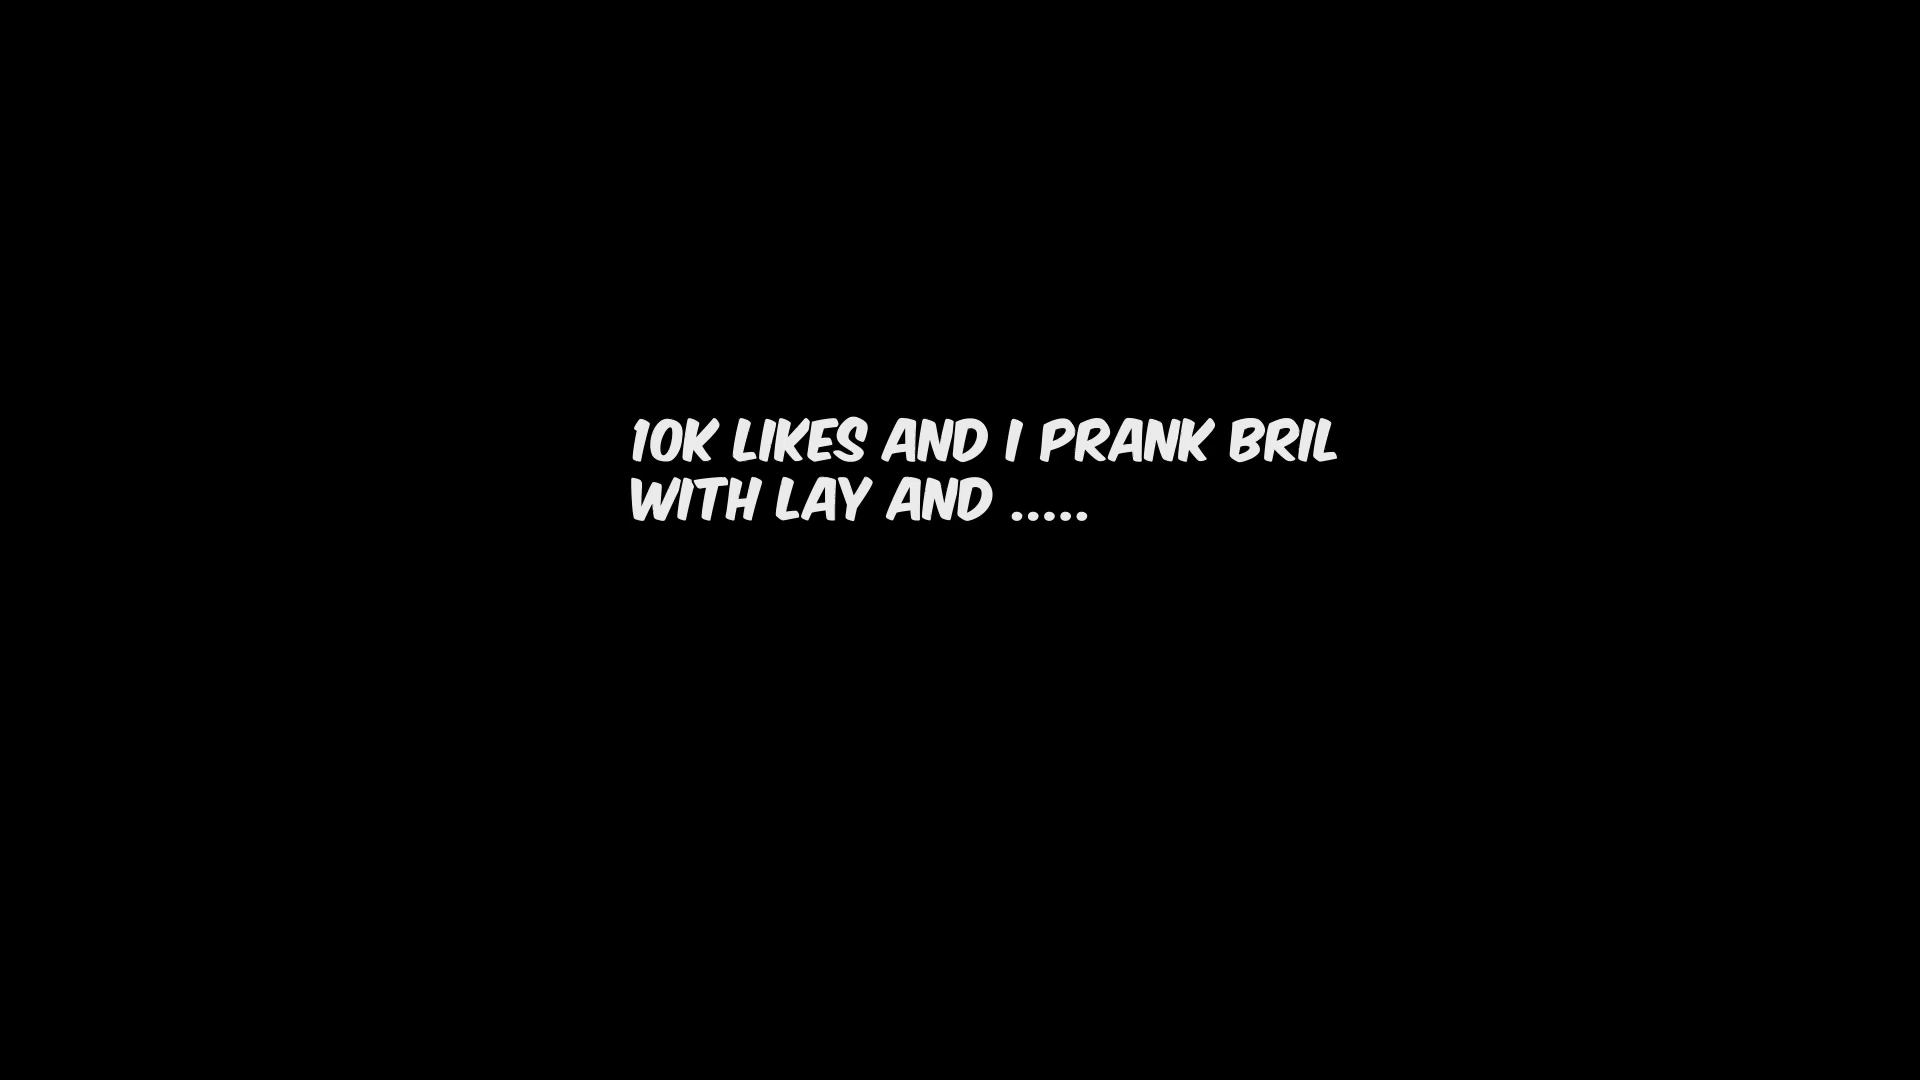 10K LIKES AND I PRANK BRIL
WITH LAY AND .....